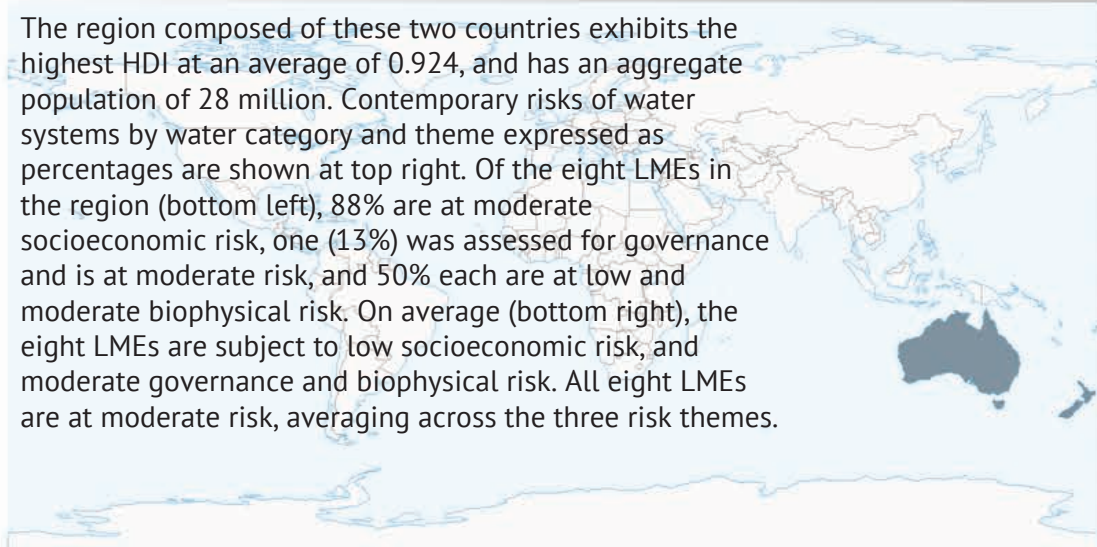 The region composed of these two countries exhibits the
highest HDI at an average of 0.924, and has an aggregate
population of 28 million. Contemporary risks of water
systems by water category and theme expressed as
percentages are shown at top right. Of the eight LMEs in
the region (bottom left), 88% are at moderate
socioeconomic risk, one (13%) was assessed for governance
and is at moderate risk, and 50% each are at low and
moderate biophysical risk. On average (bottom right), the
eight LMEs are subject to low socioeconomic risk, and
moderate governance and biophysical risk. All eight LMEs
are at moderate risk, averaging across the three risk themes.